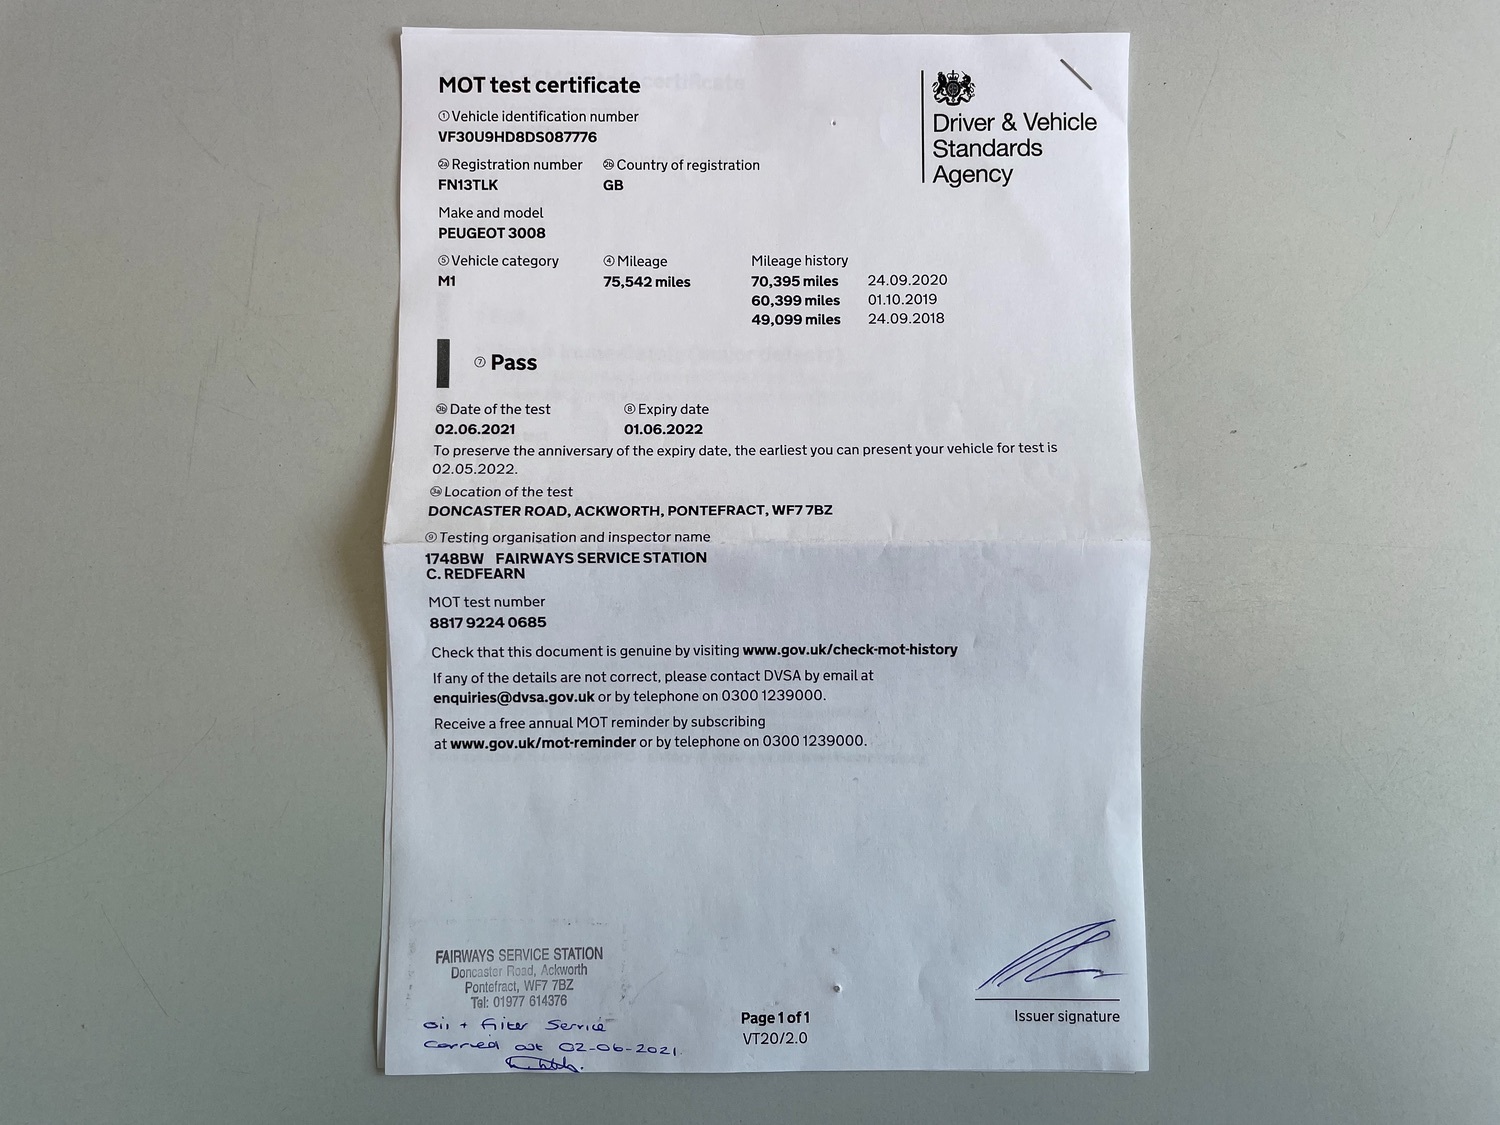 MOT test certificate
Driver & Vehicle
Standards
Agency
① Vehicle identification number
VF30U9HD8DS087776
2a Registration number 2b Country of registration
FN13TLK GB
Make and model
PEUGEOT 3008
⑤ Vehicle category ④ Mileage Mileage history
M1 75,542 miles 70,395 miles 24.09.2020
60,399 miles 01.10.2019
49,099 miles 24.09.2018
⑦ Pass
3b Date of the test ⑧ Expiry date
02.06.2021 01.06.2022
To preserve the anniversary of the expiry date, the earliest you can present your vehicle for test is
02.05.2022.
3a Location of the test
DONCASTER ROAD, ACKWORTH, PONTEFRACT, WF7 7BZ
⑨ Testing organisation and inspector name
1748BW FAIRWAYS SERVICE STATION
C. REDFEARN
MOT test number
8817 9224 0685
Check that this document is genuine by visiting www.gov.uk/check-mot-history
If any of the details are not correct, please contact DVSA by email at
enquiries@dvsa.gov.uk or by telephone on 0300 1239000.
Receive a free annual MOT reminder by subscribing
at www.gov.uk/mot-reminder or by telephone on 0300 1239000.
FAIRWAYS SERVICE STATION
Doncaster Road, Ackworth
Pontefract, WF7 7BZ
Tel: 01977 614376
Oil + Filter Service
Carried out 02-06-2021.
Page 1 of 1
VT20/2.0
Issuer signature